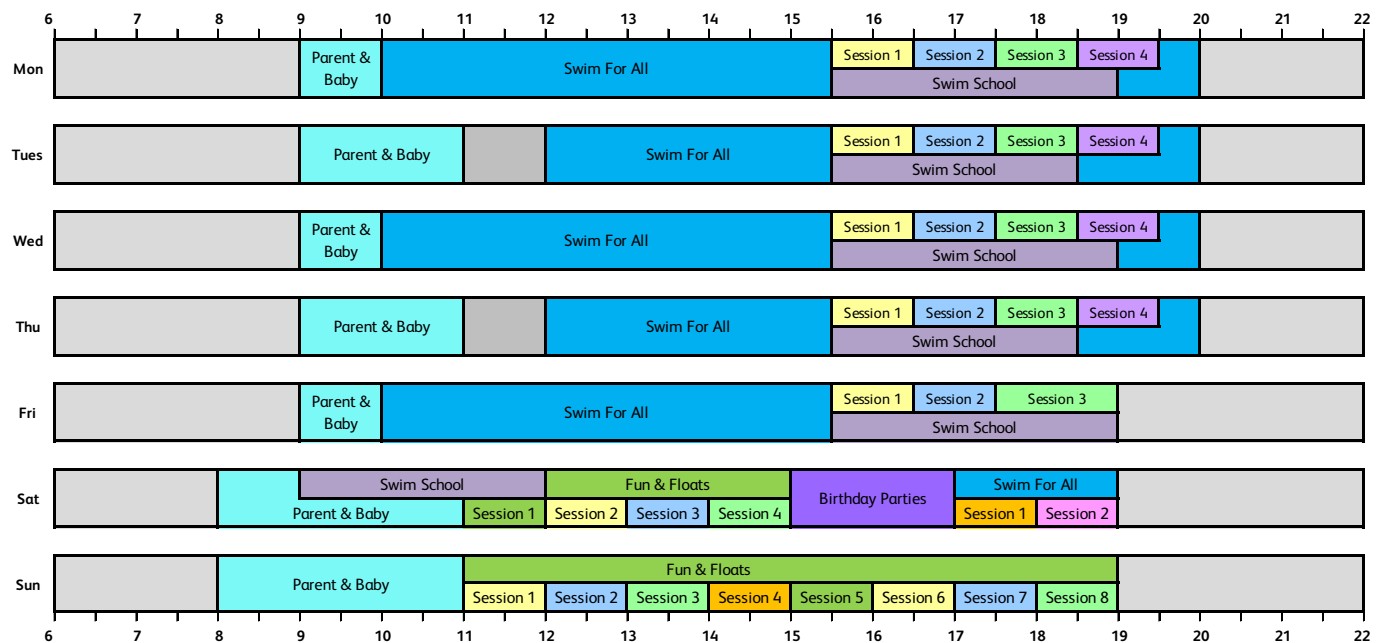 6 7 8 9 10 11 12 13 14 15 16 17 18 19 20 22
Mon
Parent &
Baby
Swim For All
Session 1 Session 2 Session 3 Session 4
Swim School
Tues
Parent & Baby
Swim For All
Session 1 Session 2 Session 3 Session 4
Swim School
Wed
Parent &
Baby
Swim For All
Session 1 Session 2 Session 3 Session 4
Swim School
Thu
Parent & Baby
Swim For All
Session 1 Session 2 Session 3 Session 4
Swim School
Fri
Parent &
Baby
Swim For All
Session 1 Session 2 Session 3
Swim School
Sat
Swim School Fun & Floats Birthday Parties Swim For All
Parent & Baby Session 1 Session 2 Session 3 Session 4 Session 1 Session 2
Sun
Parent & Baby
Fun & Floats
Session 1 Session 2 Session 3 Session 4 Session 5 Session 6 Session 7 Session 8
6 7 8 9 10 11 12 13 14 15 16 17 18 19 20 22